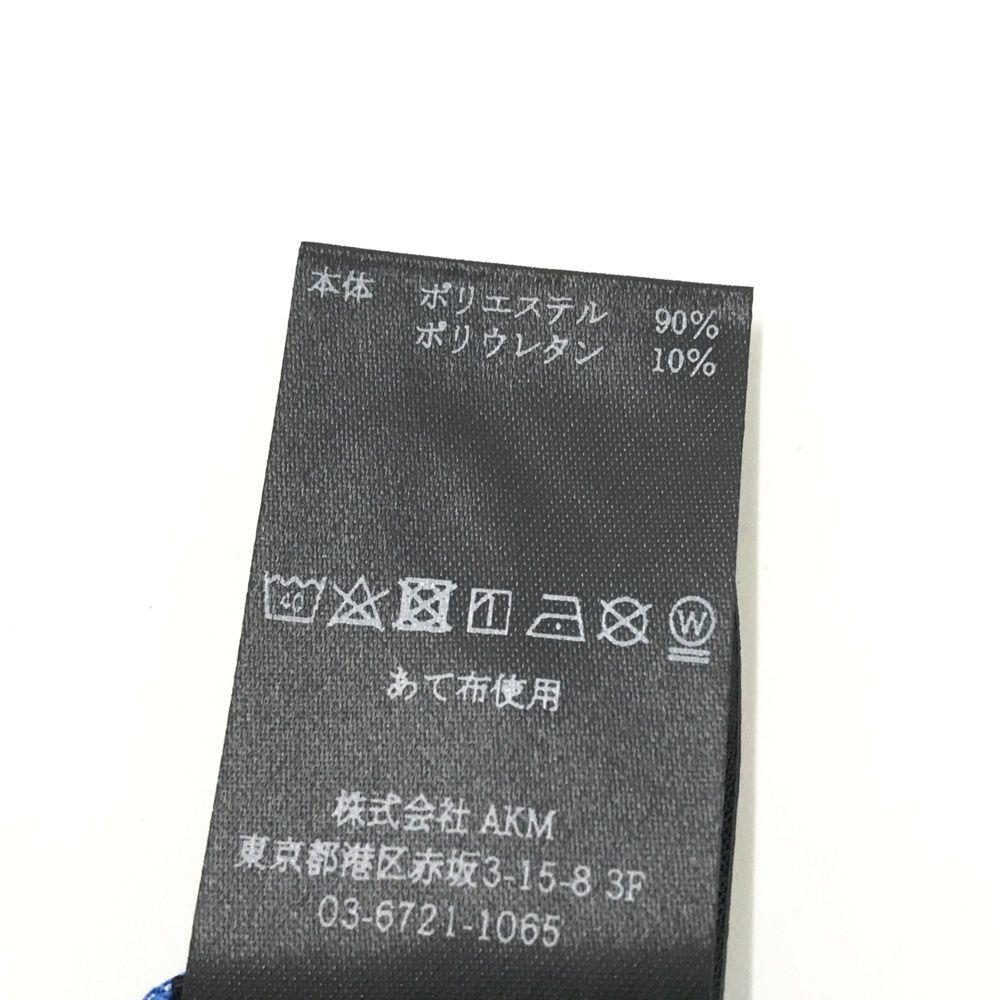 本体 ポリエステル 90%
ポリウレタン 10%
40 W
あて布使用
株式会社 AKM
東京都港区赤坂3-15-8 3F
03-6721-1065